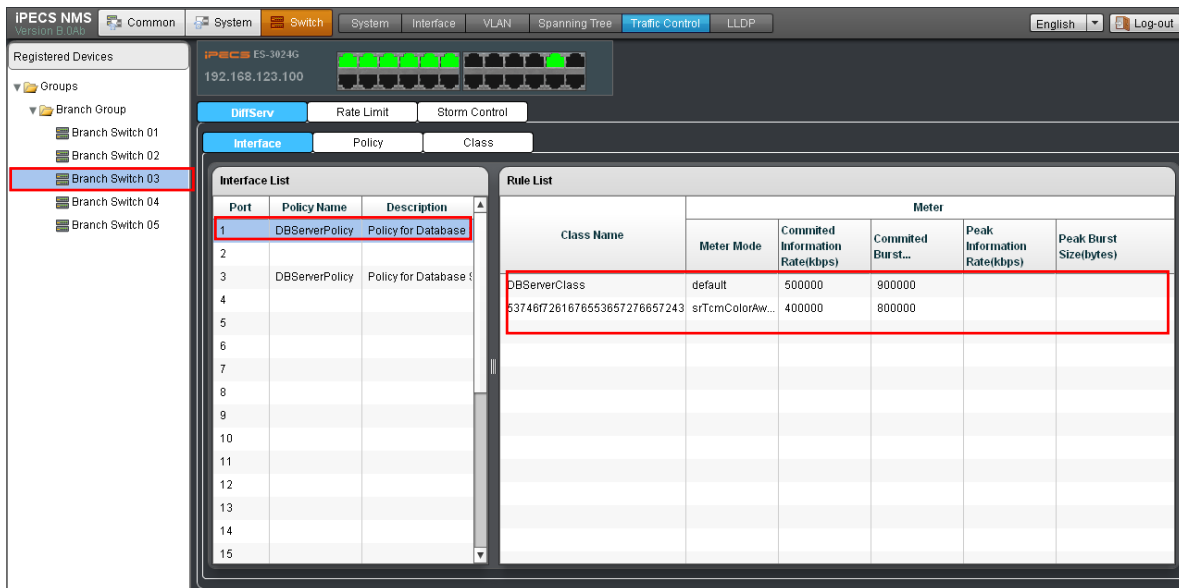 iPECS NMS
Version B.0Ab
Common
System
Switch
System Interface VLAN Spanning Tree Traffic Control LLDP
English
Log-out
Registered Devices
Groups
Branch Group
Branch Switch 01
Branch Switch 02
Branch Switch 03
Branch Switch 04
Branch Switch 05
iPECS ES-3024G
192.168.123.100
DiffServ Rate Limit Storm Control
Interface Policy Class
Interface List
Port Policy Name Description
1 DBServerPolicy Policy for Database
2
3 DBServerPolicy Policy for Database S
4
5
6
7
8
9
10
11
12
13
14
15
Rule List
Class Name
Meter
Meter Mode
Commited
Information
Rate(kbps)
Commited
Burst...
Peak
Information
Rate(kbps)
Peak Burst
Size(bytes)
DBServerClass default 500000 900000
srTcmColorAw... 400000 800000